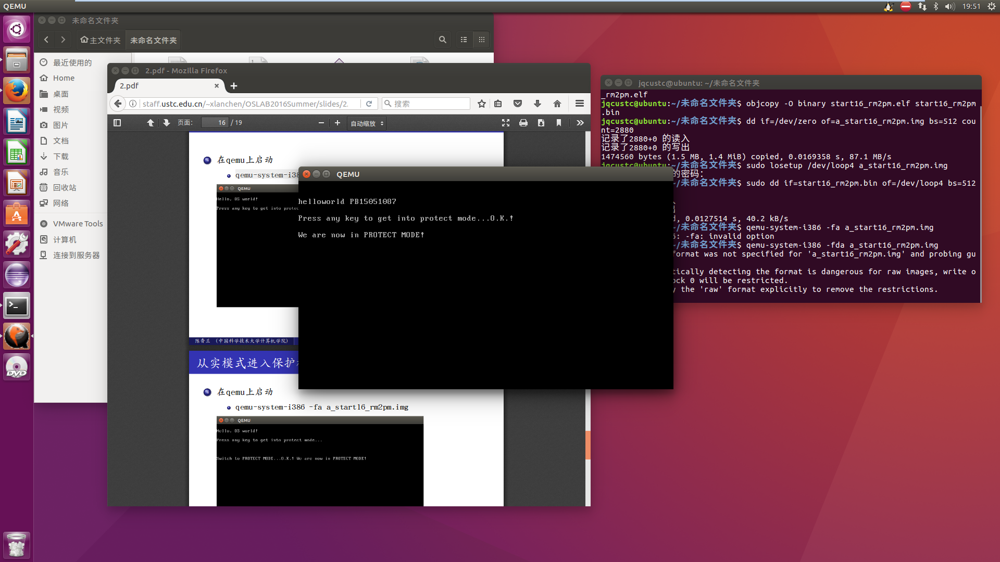 QEMU
19:51
未命名文件夹
主文件夹
未命名文件夹
最近使用的
Home
桌面
视频
图片
文档
下载
音乐
回收站
网络
VMware Tools
计算机
连接到服务器
2.pdf - Mozilla Firefox
2.pdf
staff.ustc.edu.cn/~xlanchen/OSLAB2016Summer/slides/2.
搜索
页面:
16
/ 19
自动缩放
在qemu上启动
qemu-system-i38
QEMU
Hello, OS world!
Press any key to get into protec
陈香兰 (中国科学技术大学计算机学院)
从实模式进入保护
在qemu上启动
qemu-system-i386 -fa a_start16_rm2pm.img
QEMU
Hello, OS world!
Press any key to get into protect mode...
Switch to PROTECT MODE...O.K.! We are now in PROTECT MODE!
DVD
QEMU
helloworld PB15051087
Press any key to get into protect mode...O.K.!
We are now in PROTECT MODE!
jqcustc@ubuntu: ~/未命名文件夹
_rm2pm.elf
jqcustc@ubuntu:~/未命名文件夹$ objcopy -O binary start16_rm2pm.elf start16_rm2pm
.bin
jqcustc@ubuntu:~/未命名文件夹$ dd if=/dev/zero of=a_start16_rm2pm.img bs=512 cou
nt=2880
记录了2880+0 的读入
记录了2880+0 的写出
1474560 bytes (1.5 MB, 1.4 MiB) copied, 0.0169358 s, 87.1 MB/s
jqcustc@ubuntu:~/未命名文件夹$ sudo losetup /dev/loop4 a_start16_rm2pm.img
的密码:
/未命名文件夹$ sudo dd if=start16_rm2pm.bin of=/dev/loop4 bs=512
, 0.0127514 s, 40.2 kB/s
/未命名文件夹$ qemu-system-i386 -fa a_start16_rm2pm.img
: -fa: invalid option
/未命名文件夹$ qemu-system-i386 -fda a_start16_rm2pm.img
format was not specified for 'a_start16_rm2pm.img' and probing gu
tically detecting the format is dangerous for raw images, write o
ock 0 will be restricted.
y the 'raw' format explicitly to remove the restrictions.